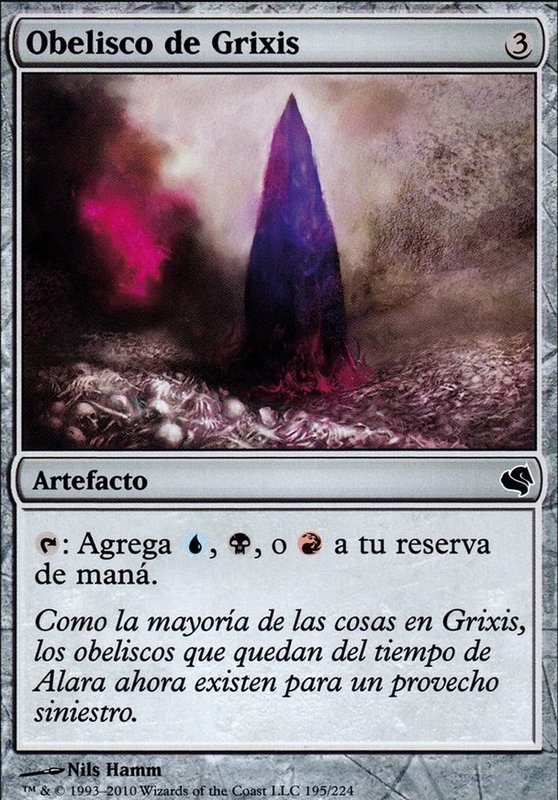 Obelisco de Grixis 3
Artefacto
: Agrega , , o a tu reserva
de maná.
Como la mayoría de las cosas en Grixis,
los obeliscos que quedan del tiempo de
Alara ahora existen para un provecho
siniestro.
Nils Hamm
™ & © 1993–2010 Wizards of the Coast LLC 195/224